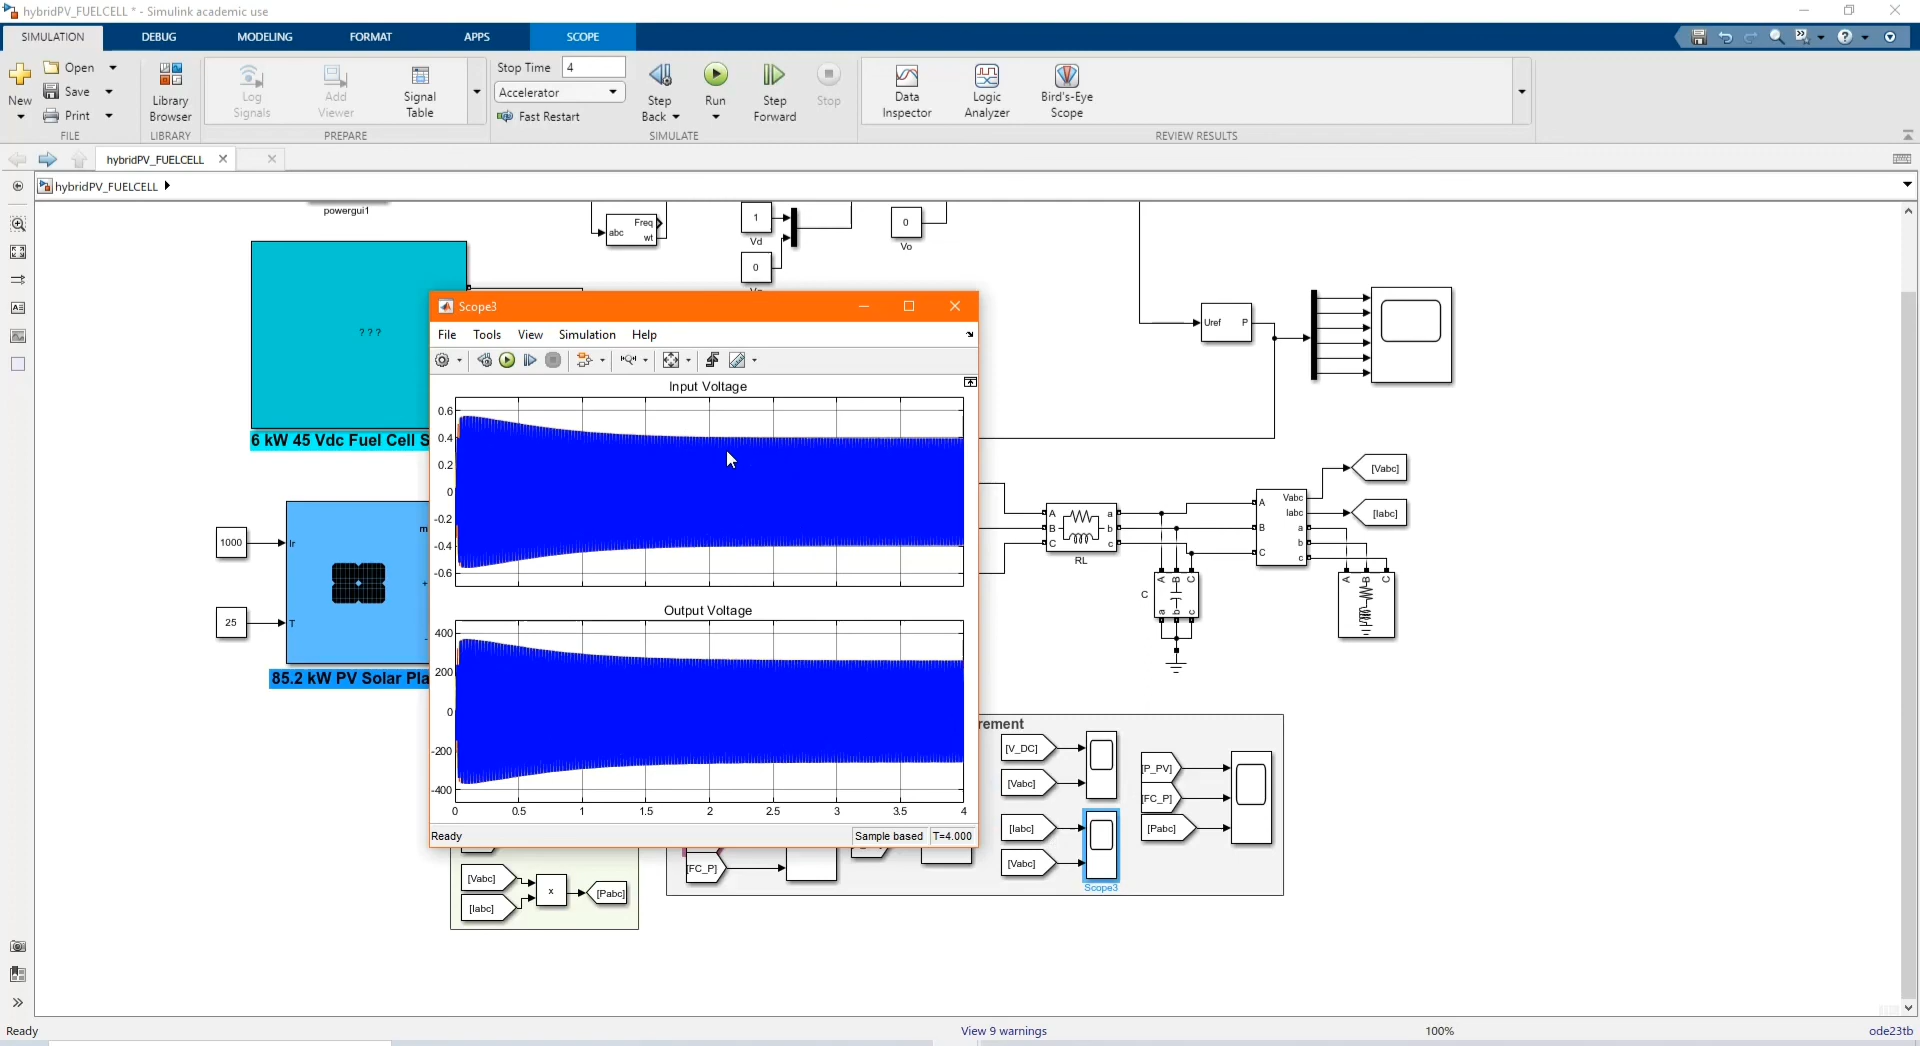 hybridPV_FUELCELL * - Simulink academic use
SIMULATION DEBUG MODELING FORMAT APPS SCOPE
New
Open
Save
Print
FILE
Library Browser
LIBRARY
Log Signals
Add Viewer
Signal Table
PREPARE
Stop Time 4
Accelerator
Fast Restart
Step Back
Run
Step Forward
Stop
SIMULATE
Data Inspector
Logic Analyzer
Bird's-Eye Scope
REVIEW RESULTS
hybridPV_FUELCELL
hybridPV_FUELCELL
powergui1
abc
Freq
wt
1
Vd
0
0
Vo
? ? ?
6 kW 45 Vdc Fuel Cell S
1000
Ir
m
+
25
T
-
85.2 kW PV Solar Pla
Scope3
File Tools View Simulation Help
Input Voltage
0.6
0.4
0.2
0
-0.2
-0.4
-0.6
Output Voltage
400
200
0
-200
-400
0 0.5 1 1.5 2 2.5 3 3.5 4
Ready
Sample based T=4.000
Uref P
A a
B b
C c
RL
A B C
C
a b c
A
B
C
Vabc
Iabc
a
b
c
[Vabc]
[Iabc]
A B C
rement
[V_DC]
[Vabc]
[Iabc]
[Vabc]
Scope3
[P_PV]
[FC_P]
[Pabc]
[FC_P]
[Vabc]
[Iabc]
x
[Pabc]
Ready
View 9 warnings
100%
ode23tb